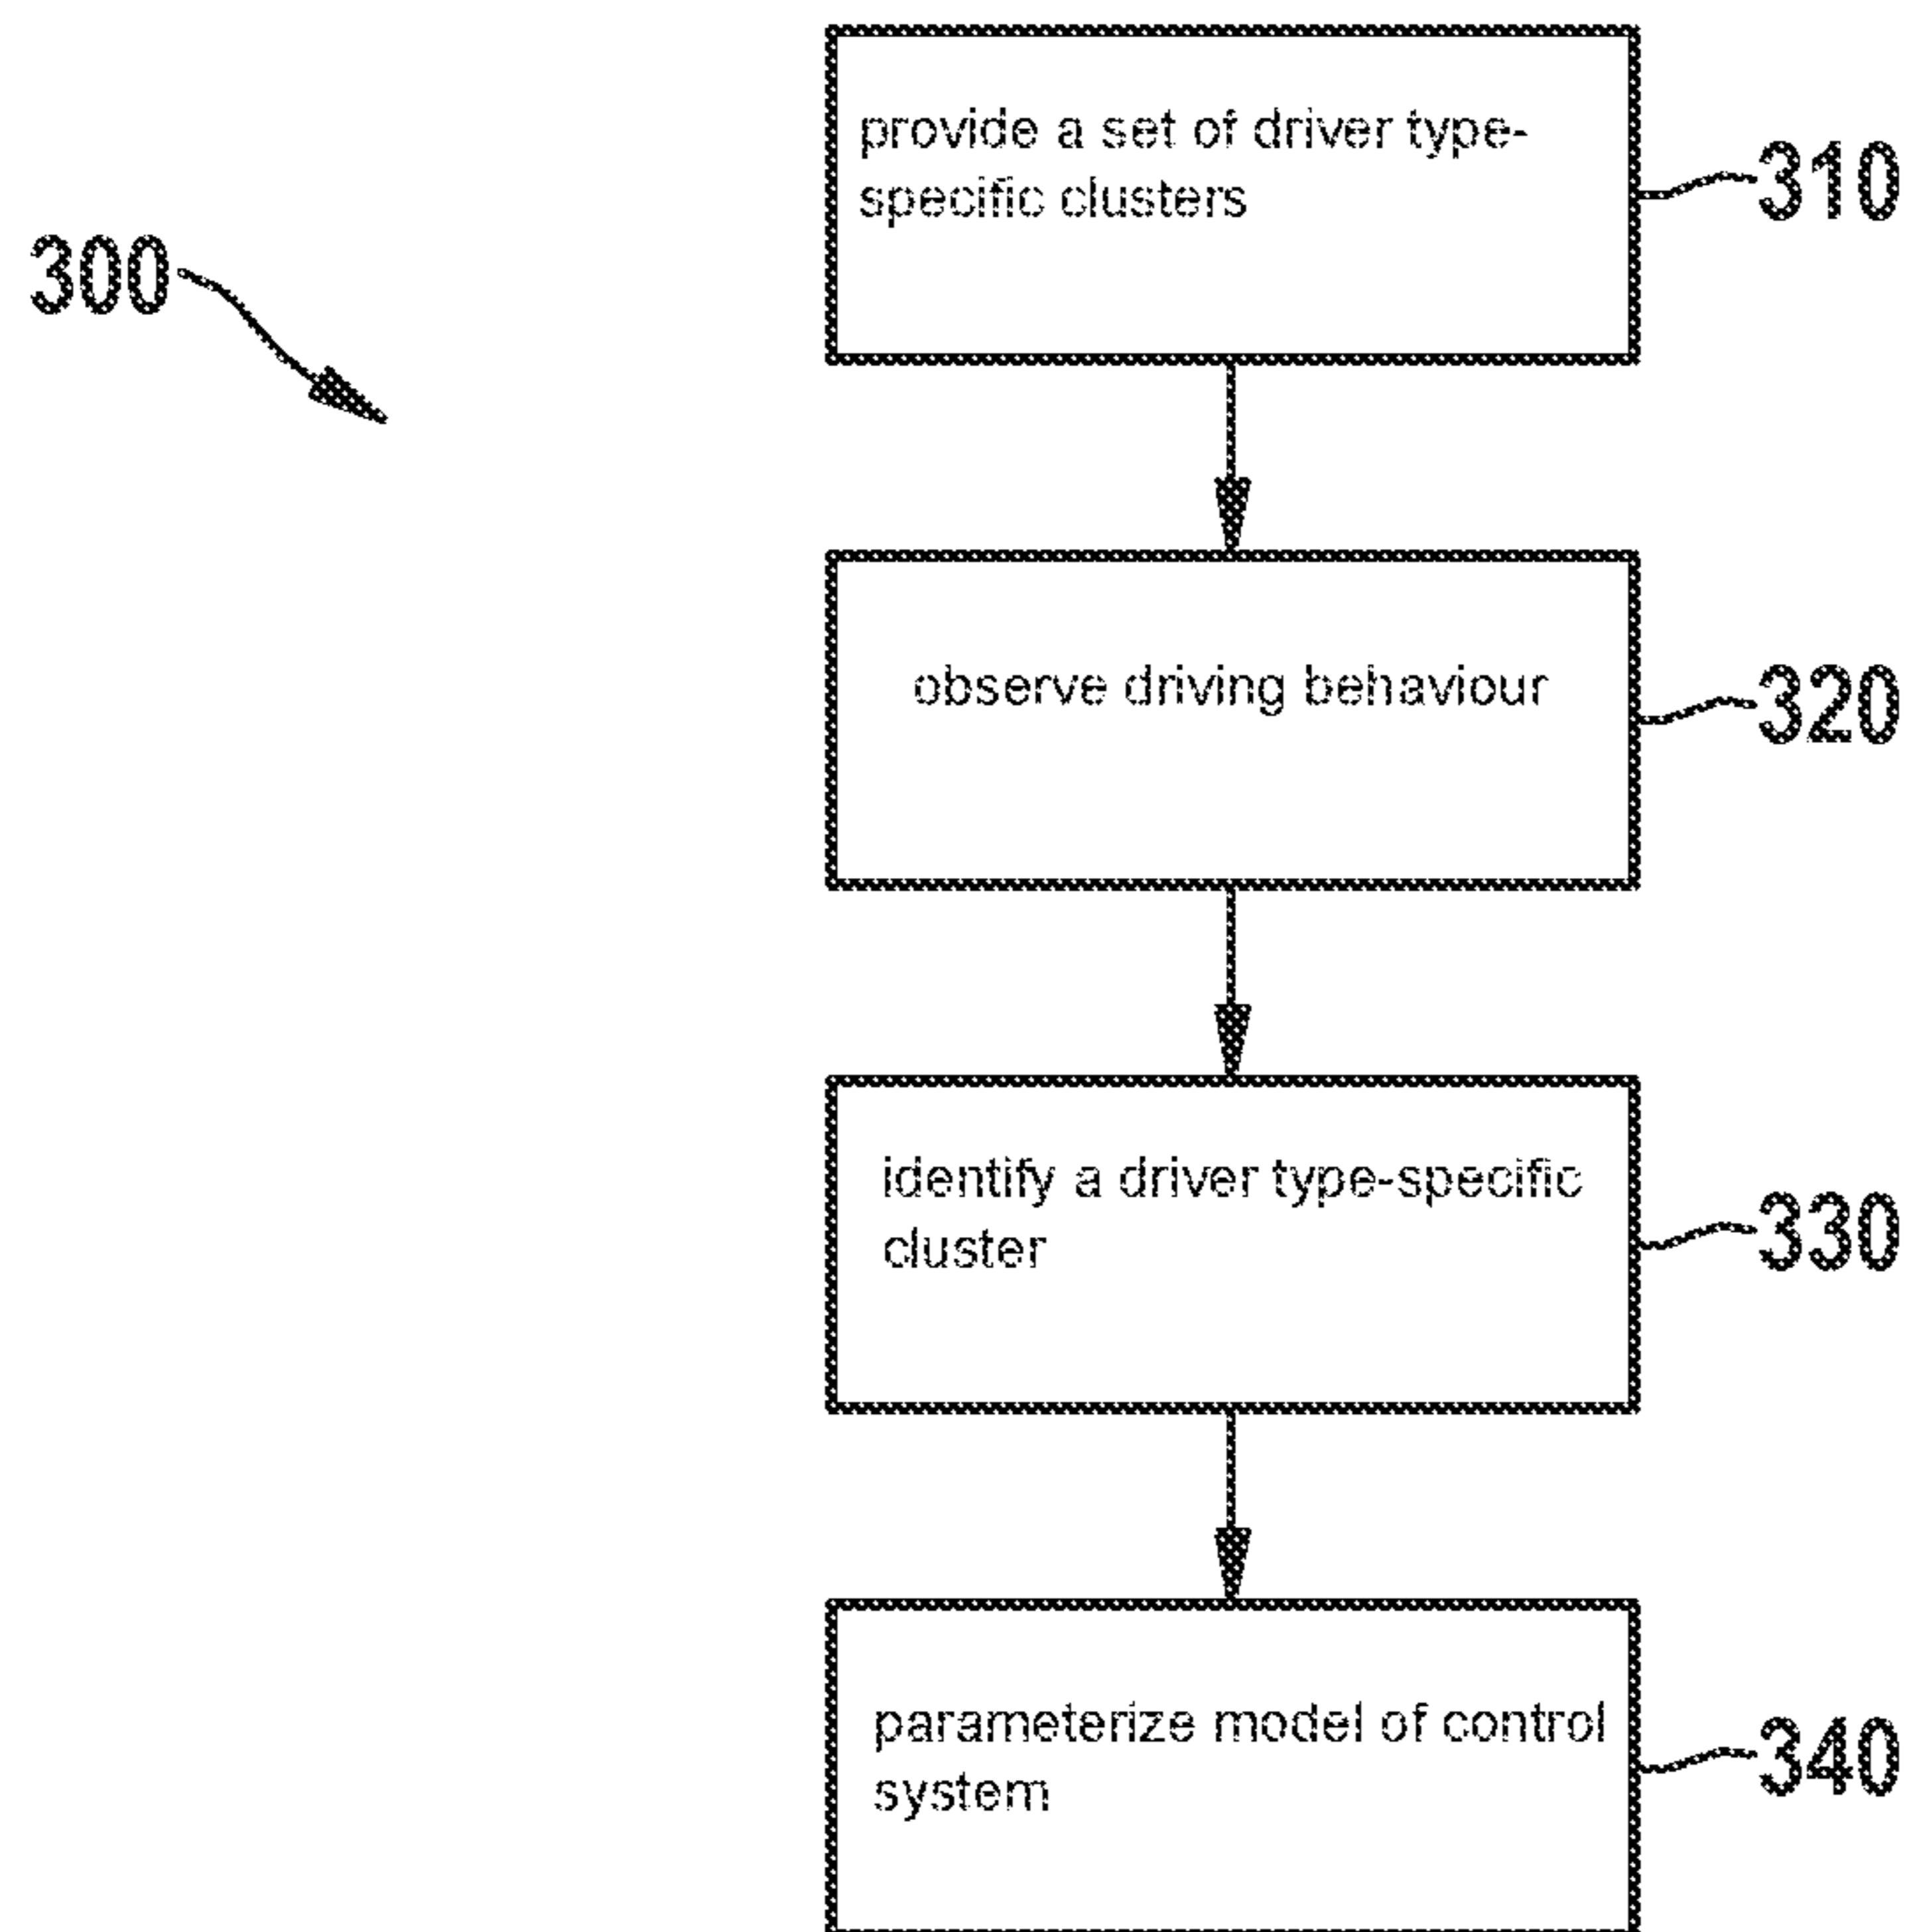 provide a set of driver type-
specific clusters
310
300
observe driving behaviour
320
identify a driver type-specific
cluster
330
parameterize model of control
system
340